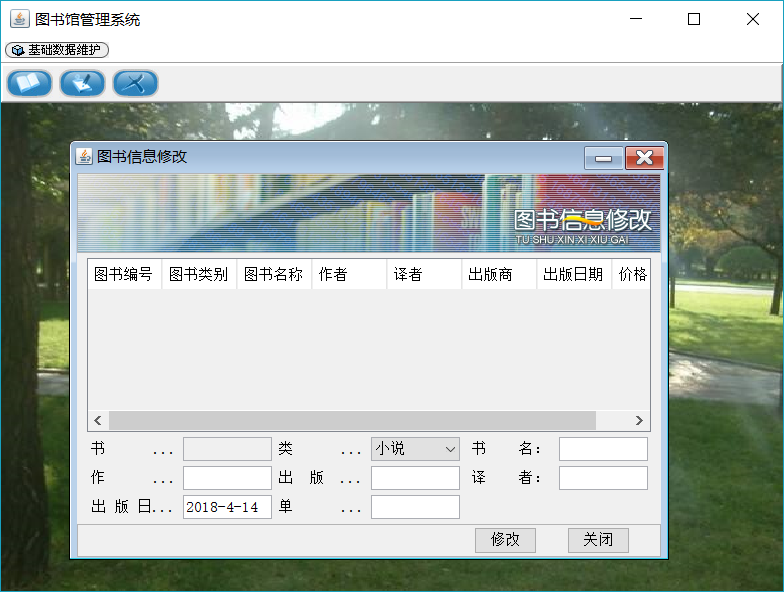 图书馆管理系统
基础数据维护
图书信息修改
图书信息修改
TU SHU XIN XI XIU GAI
图书编号 图书类别 图书名称 作者 译者 出版商 出版日期 价格
书 ... 类 ... 小说 书 名：
作 ... 出 版 ... 译 者：
出 版 日... 2018-4-14 单 ...
修改 关闭